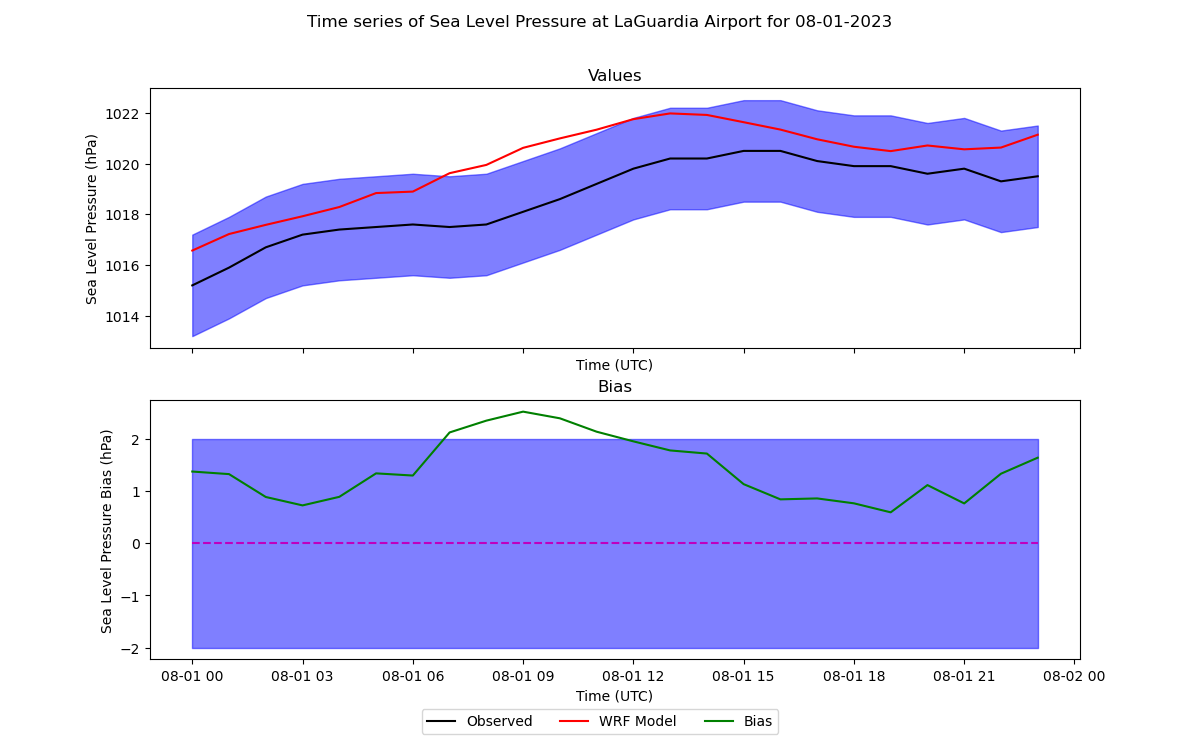 Time series of Sea Level Pressure at LaGuardia Airport for 08-01-2023
Values
Sea Level Pressure (hPa)
1022
1020
1018
1016
1014
Time (UTC)
Bias
Sea Level Pressure Bias (hPa)
2
1
0
−1
−2
08-01 00 08-01 03 08-01 06 08-01 09 08-01 12 08-01 15 08-01 18 08-01 21 08-02 00
Time (UTC)
Observed WRF Model Bias